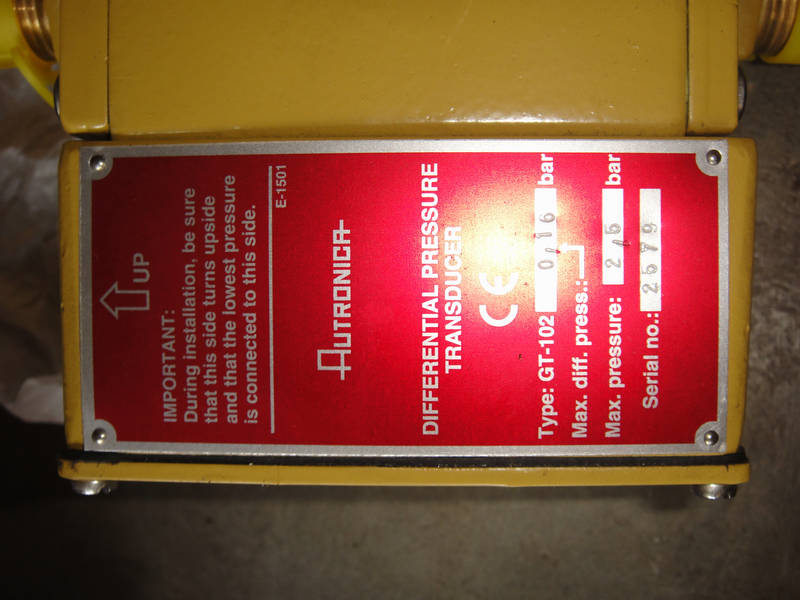 UP
IMPORTANT:
During installation, be sure
that this side turns upside
and that the lowest pressure
is connected to this side.
E-1501
AUTRONICA
DIFFERENTIAL PRESSURE
TRANSDUCER
CE
Type: GT-102 0,16 bar
Max. diff. press.:
Max. pressure: 2,5 bar
Serial no.: 2579